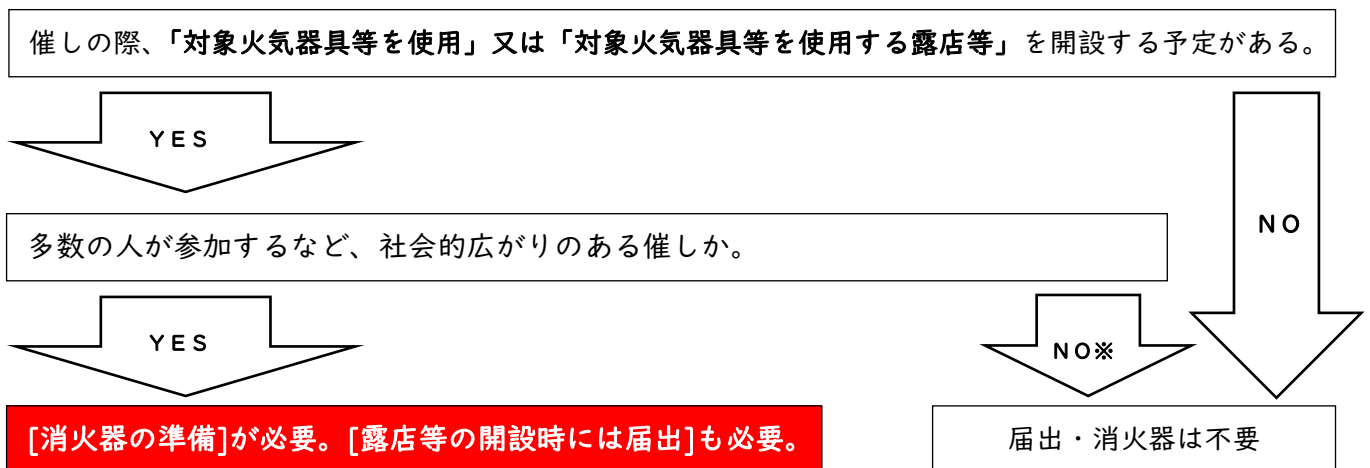 催しの際、「対象火気器具等を使用」又は「対象火気器具等を使用する露店等」を開設する予定がある。
YES
NO
多数の人が参加するなど、社会的広がりのある催しか。
YES
NO※
[消火器の準備]が必要。[露店等の開設時には届出]も必要。
届出・消火器は不要